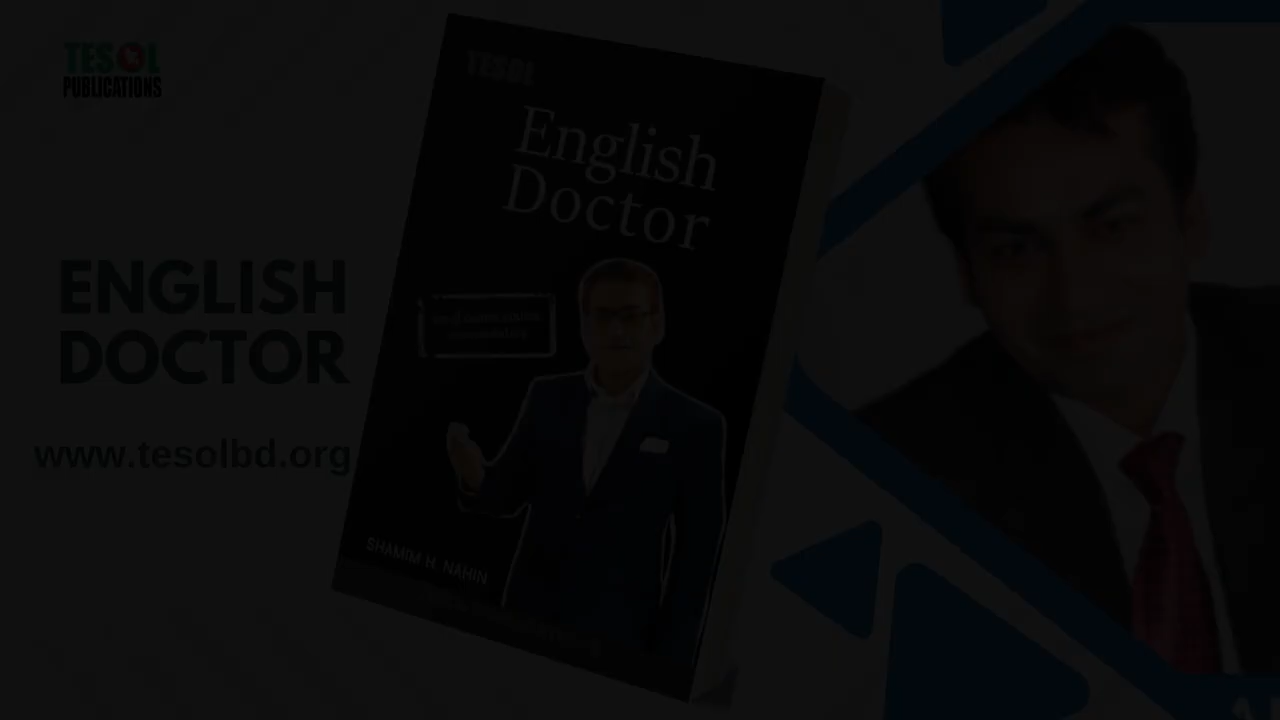 TESOL
PUBLICATIONS
ENGLISH
DOCTOR
www.tesolbd.org
TESOL
English
Doctor
SHAMIM H. NAHIN